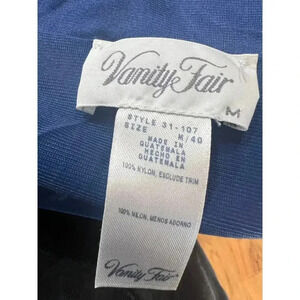 Vanity Fair
M
STYLE 31-107
SIZE M/40
MADE IN
GUATEMALA
HECHO EN
GUATEMALA
100% NYLON, EXCLUDE TRIM
100% NILON, MENOS ADORNO
Vanity Fair